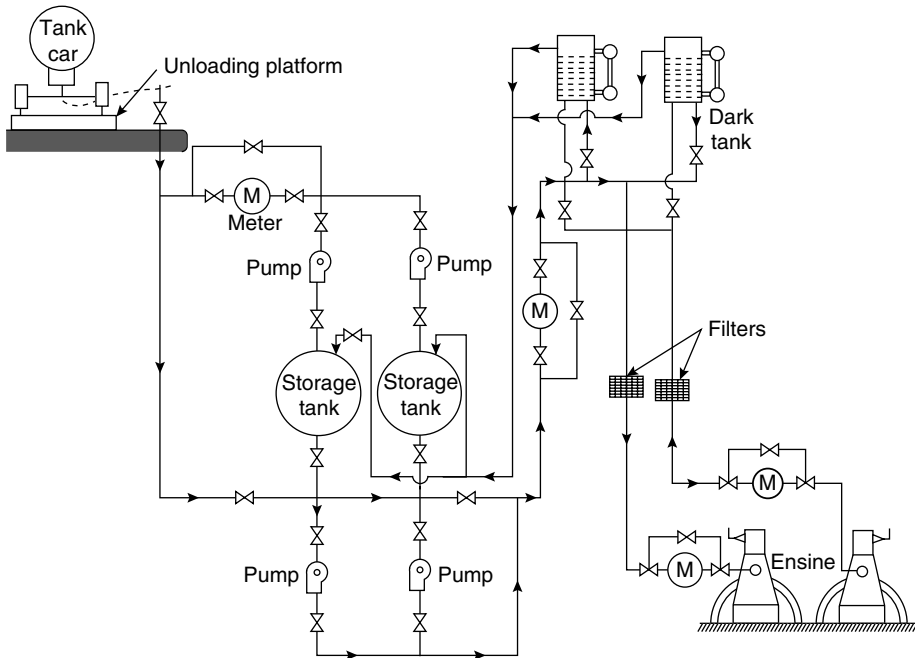 Tank
car
Unloading platform
Dark
tank
M
Meter
Pump
Pump
M
Filters
Storage
tank
Storage
tank
M
Pump
Pump
M
Ensine